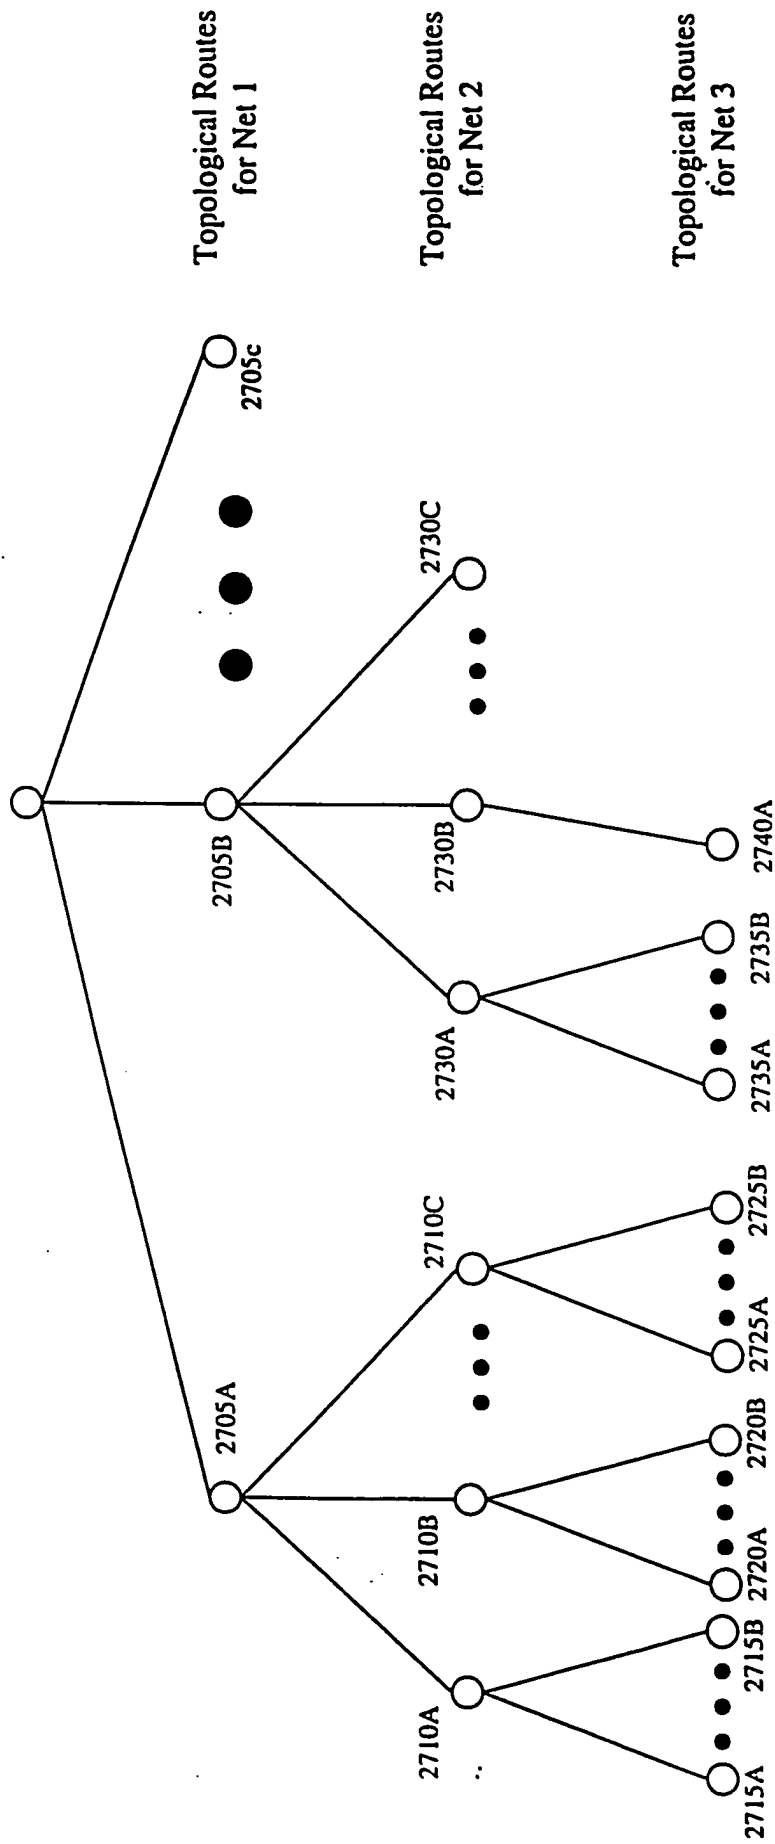 Topological Routes
for Net 1
2705A
2705B
2705c
Topological Routes
for Net 2
2710A
2710B
2710C
2730A
2730B
2730C
Topological Routes
for Net 3
2715A
2715B
2720A
2720B
2725A
2725B
2735A
2735B
2740A